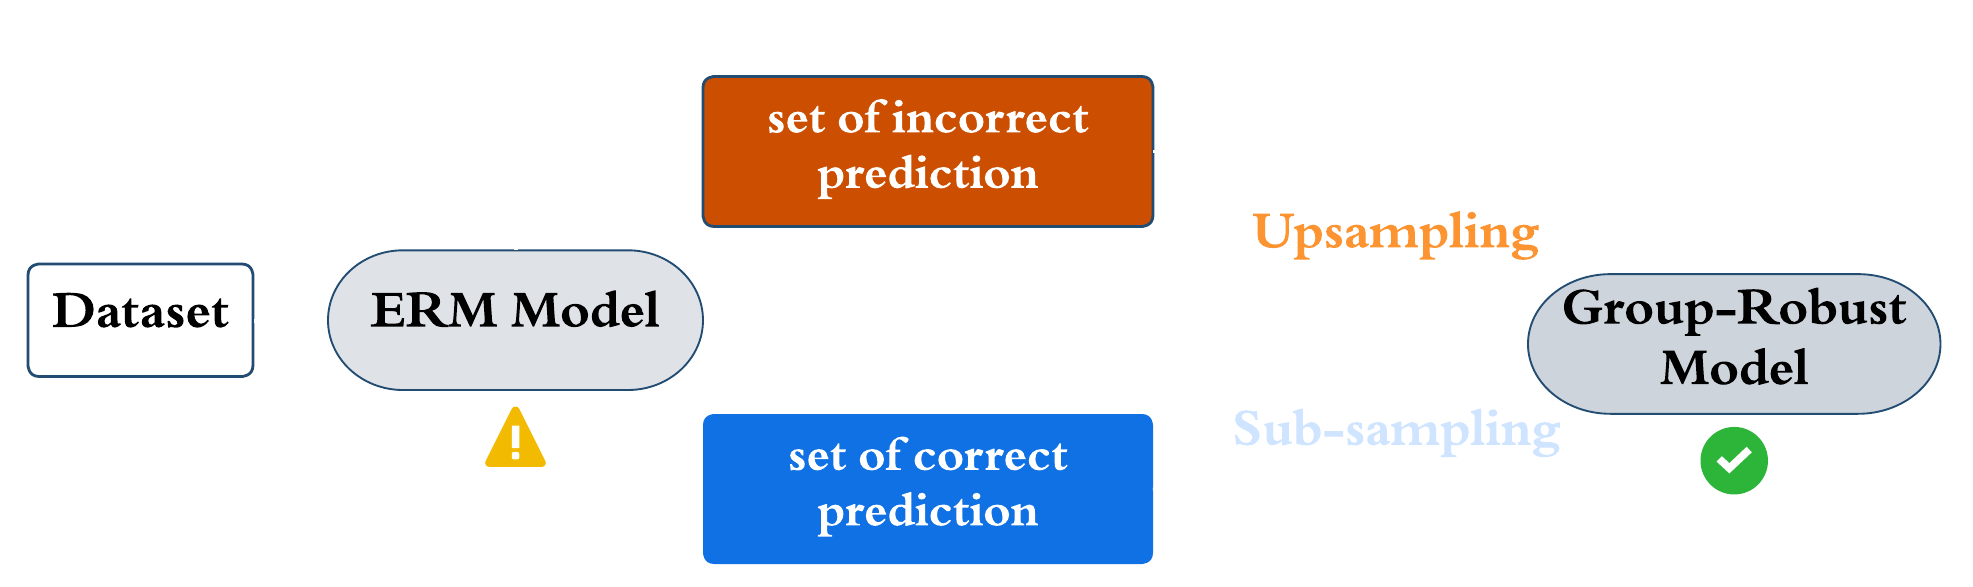 Dataset
ERM Model
set of incorrect
prediction
set of correct
prediction
Upsampling
Sub-sampling
Group-Robust
Model